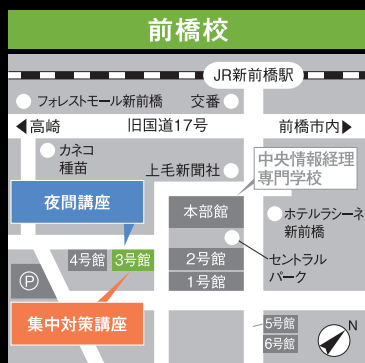 前橋校
JR新前橋駅
フォレストモール新前橋
交番
◀高崎
旧国道17号
前橋市内▶
カネコ
種苗
上毛新聞社
中央情報経理
専門学校
夜間講座
本部館
ホテルラシーネ
新前橋
4号館
3号館
2号館
セントラル
パーク
1号館
P
集中対策講座
5号館
6号館
N